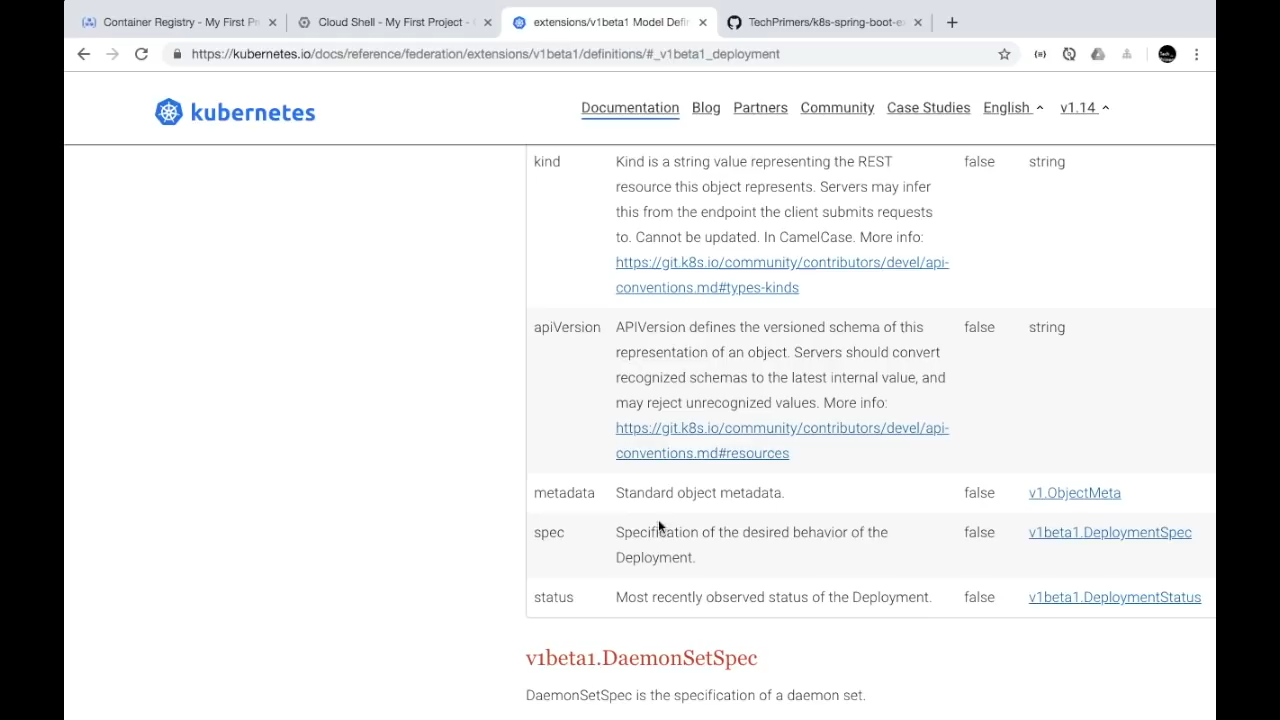 Container Registry - My First Pr
Cloud Shell - My First Project -
extensions/v1beta1 Model Defin
TechPrimers/k8s-spring-boot-ex
https://kubernetes.io/docs/reference/federation/extensions/v1beta1/definitions/#_v1beta1_deployment
kubernetes
Documentation Blog Partners Community Case Studies English v1.14
kind Kind is a string value representing the REST false string
resource this object represents. Servers may infer
this from the endpoint the client submits requests
to. Cannot be updated. In CamelCase. More info:
https://git.k8s.io/community/contributors/devel/api-
conventions.md#types-kinds
apiVersion APIVersion defines the versioned schema of this false string
representation of an object. Servers should convert
recognized schemas to the latest internal value, and
may reject unrecognized values. More info:
https://git.k8s.io/community/contributors/devel/api-
conventions.md#resources
metadata Standard object metadata. false v1.ObjectMeta
spec Specification of the desired behavior of the false v1beta1.DeploymentSpec
Deployment.
status Most recently observed status of the Deployment. false v1beta1.DeploymentStatus
v1beta1.DaemonSetSpec
DaemonSetSpec is the specification of a daemon set.